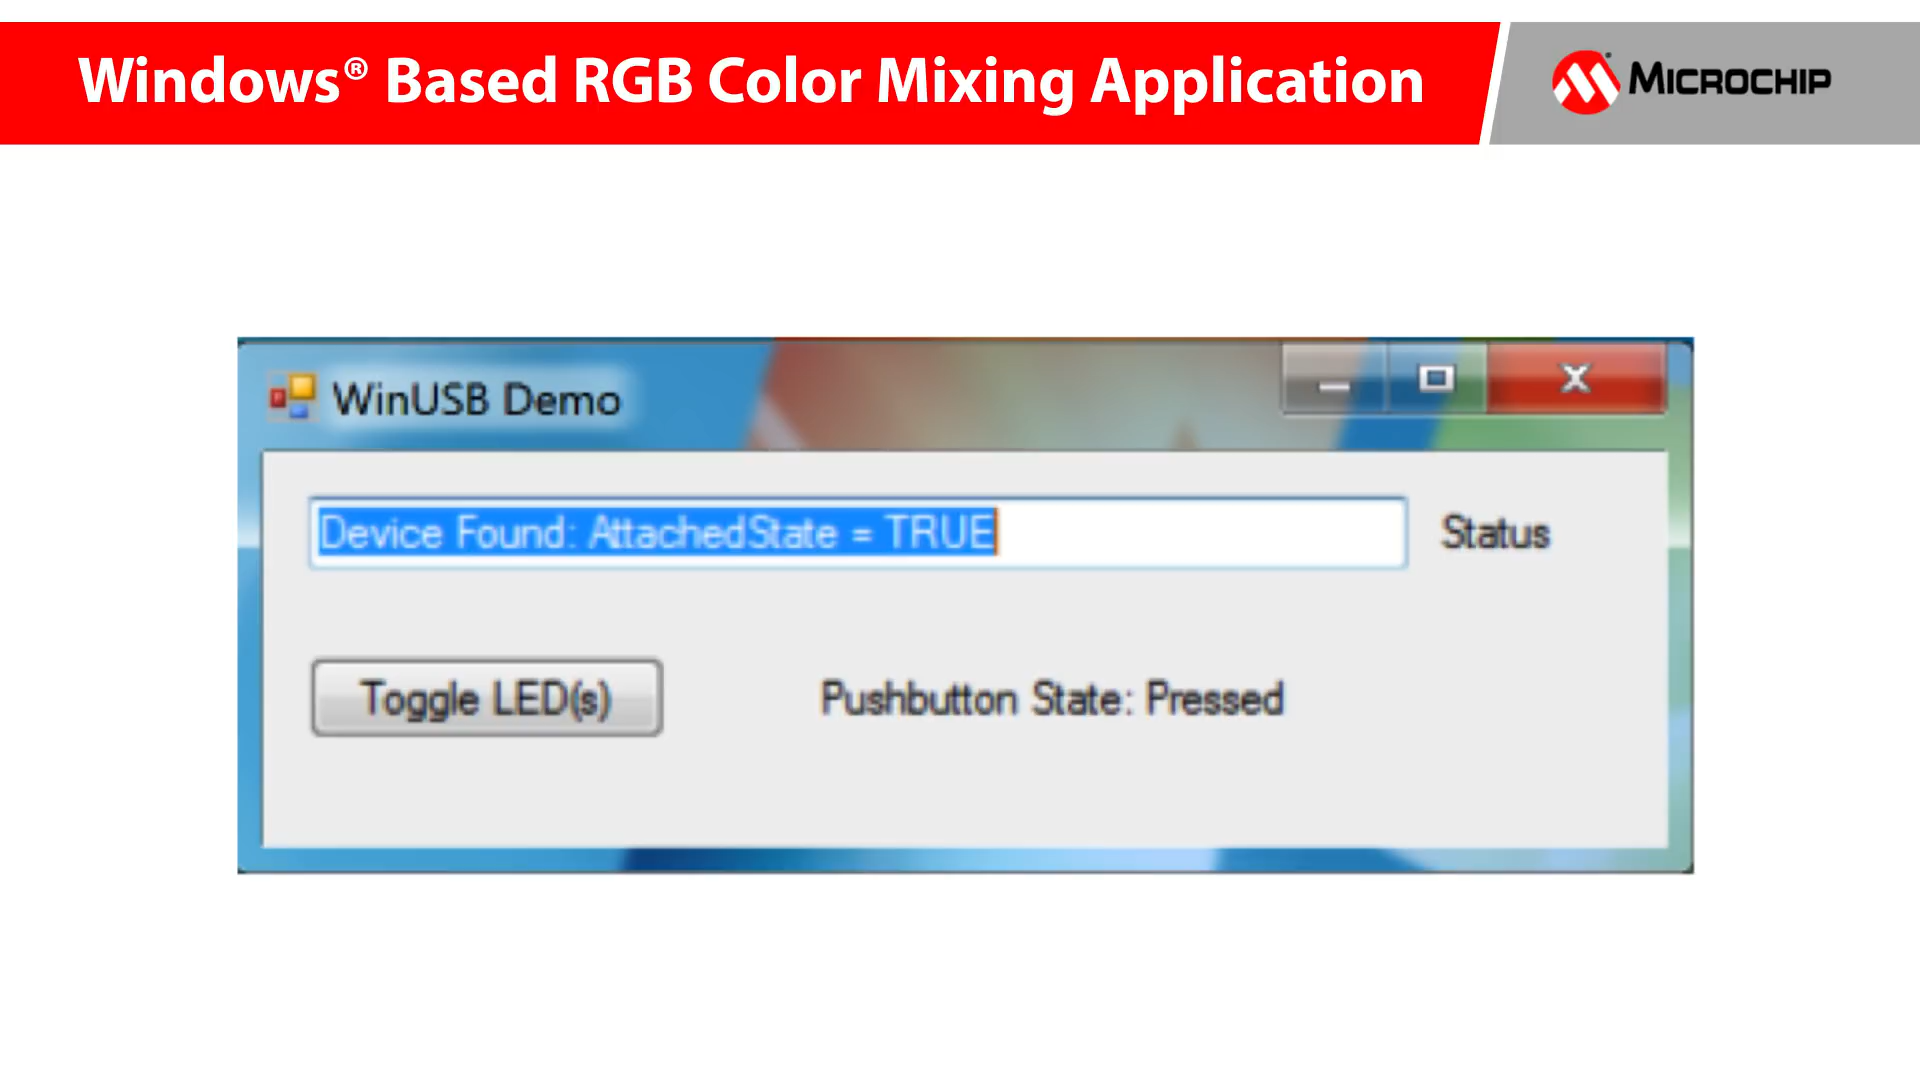 Windows® Based RGB Color Mixing Application
MICROCHIP
WinUSB Demo
Device Found: AttachedState = TRUE
Status
Toggle LED(s)
Pushbutton State: Pressed